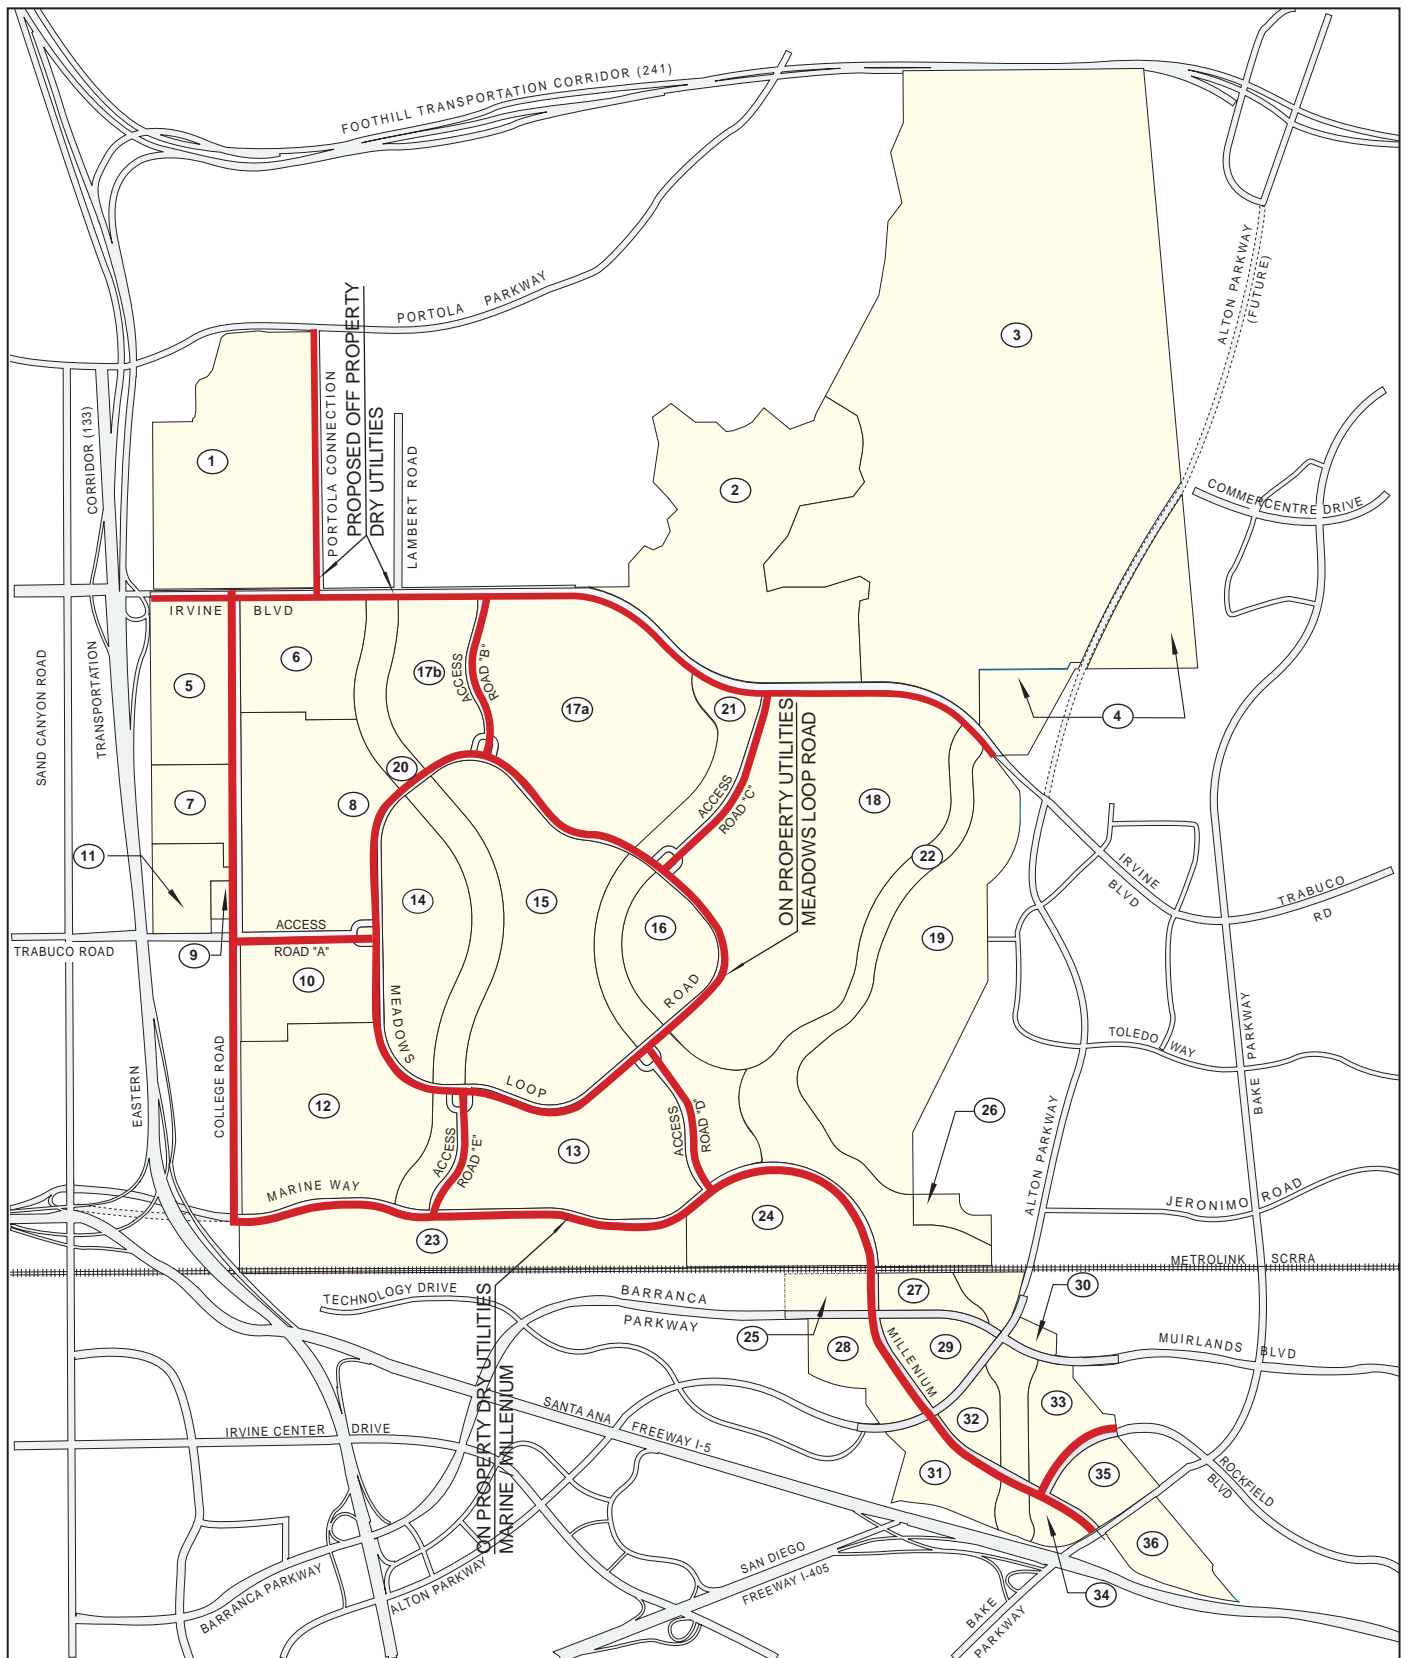 FOOTHILL TRANSPORTATION CORRIDOR (241)
PORTOLA PARKWAY
ALTON PARKWAY
(FUTURE)
3
PORTOLA CONNECTION
PROPOSED OFF PROPERTY
DRY UTILITIES
LAMBERT ROAD
CORRIDOR (133)
1
2
COMMERCENTRE DRIVE
IRVINE BLVD
SAND CANYON ROAD
TRANSPORTATION
5
6
17b
ACCESS
ROAD "B"
17a
21
4
ON PROPERTY UTILITIES
MEADOWS LOOP ROAD
20
7
8
ACCESS
ROAD "C"
18
11
22
IRVINE
BLVD
TRABUCO
RD
14
15
16
19
ACCESS
ROAD "A"
TRABUCO ROAD
9
10
MEADOWS
LOOP
ROAD
TOLEDO WAY
BAKE PARKWAY
EASTERN
COLLEGE ROAD
12
13
ACCESS
ROAD "D"
ACCESS
ROAD "E"
26
ALTON PARKWAY
JERONIMO ROAD
MARINE WAY
23
24
METROLINK SCRRA
TECHNOLOGY DRIVE
BARRANCA
PARKWAY
27
30
25
28
29
MILLENIUM
MUIRLANDS BLVD
ON PROPERTY DRY UTILITIES
MARINE / MILLENIUM
SANTA ANA FREEWAY I-5
IRVINE CENTER DRIVE
32
33
31
35
ROCKFIELD
BLVD
36
34
SAN DIEGO
FREEWAY I-405
BARRANCA PARKWAY
ALTON PARKWAY
BAKE
PARKWAY